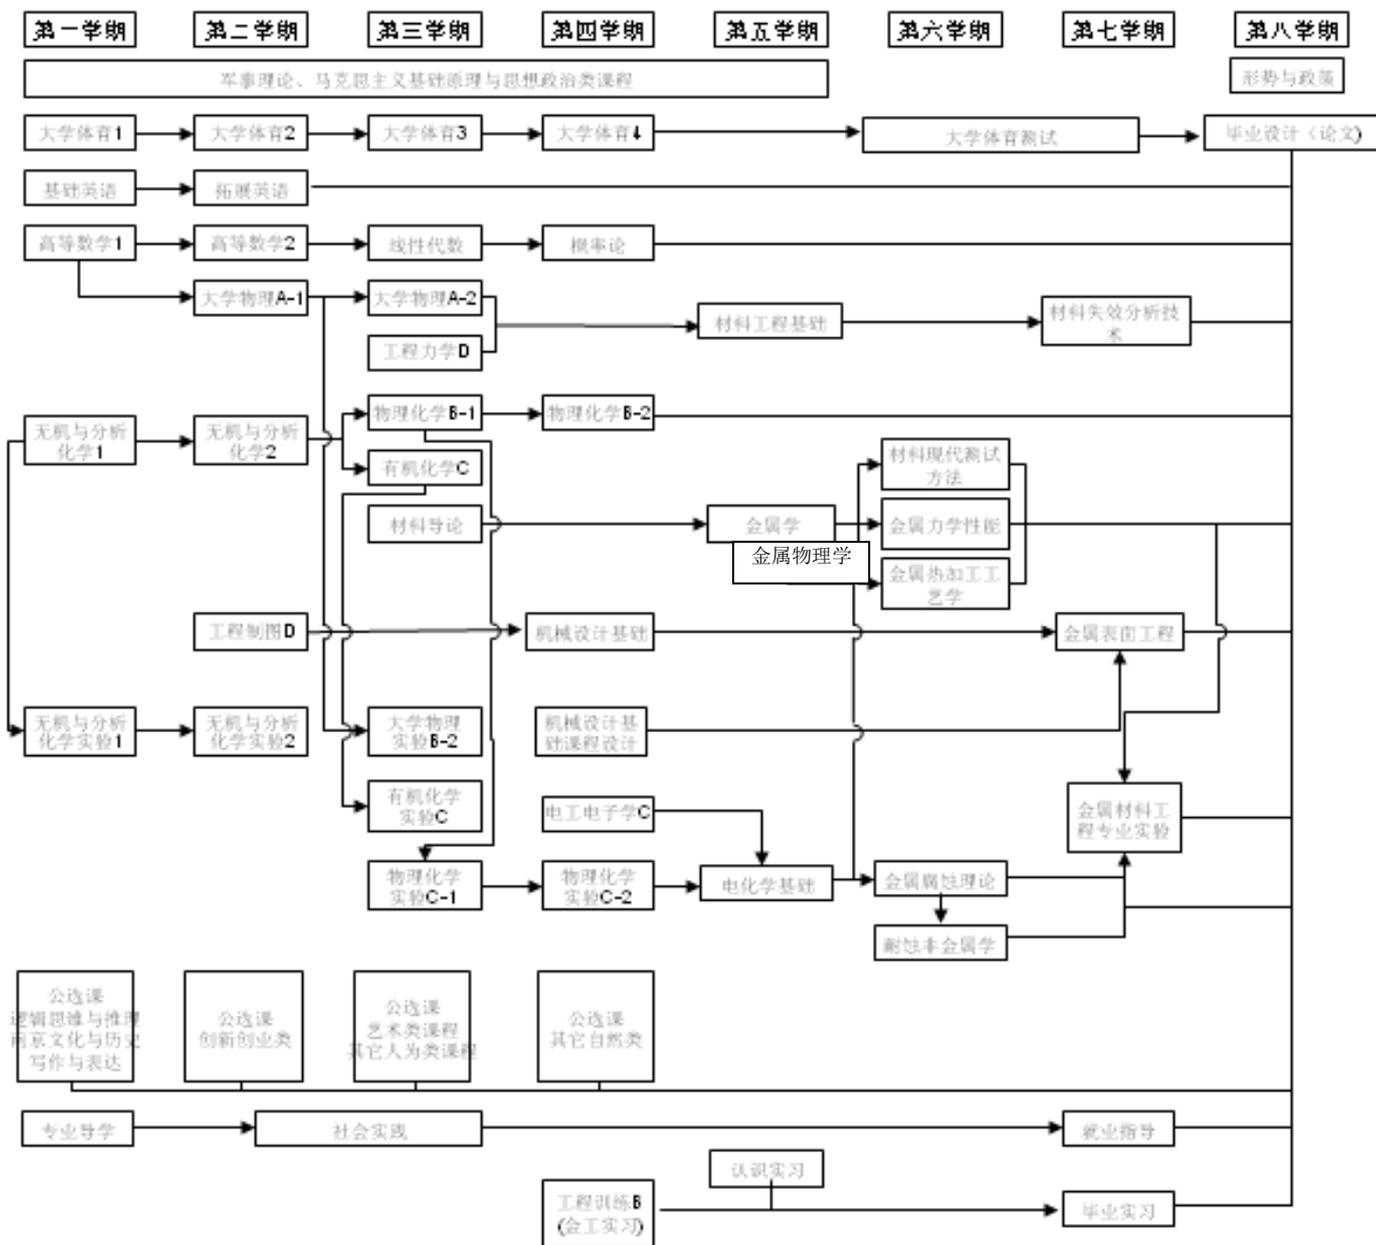 第一学期
第二学期
第三学期
第四学期
第五学期
第六学期
第七学期
第八学期
军事理论、马克思主义基础原理与思想政治类课程
形势与政策
大学体育1
大学体育2
大学体育3
大学体育4
大学体育测试
毕业设计（论文)
基础英语
拓展英语
高等数学1
高等数学2
线性代数
概率论
大学物理A-1
大学物理A-2
材料工程基础
材料失效分析技
术
工程力学D
无机与分析
化学1
无机与分析
化学2
物理化学B-1
物理化学B-2
有机化学C
材料现代测试
方法
材料导论
金属学
金属力学性能
金属物理学
金属热加工工
艺学
工程制图D
机械设计基础
金属表面工程
无机与分析
化学实验1
无机与分析
化学实验2
大学物理
实验B-2
机械设计基
础课程设计
有机化学
实验C
电工电子学C
金属材料工
程专业实验
物理化学
实验C-1
物理化学
实验C-2
电化学基础
金属腐蚀理论
耐蚀非金属学
公选课
逻辑思维与推理
南京文化与历史
写作与表达
公选课
创新创业类
公选课
艺术类课程
其它人为类课程
公选课
其它自然类
专业导学
社会实践
就业指导
认识实习
工程训练B
(金工实习)
毕业实习